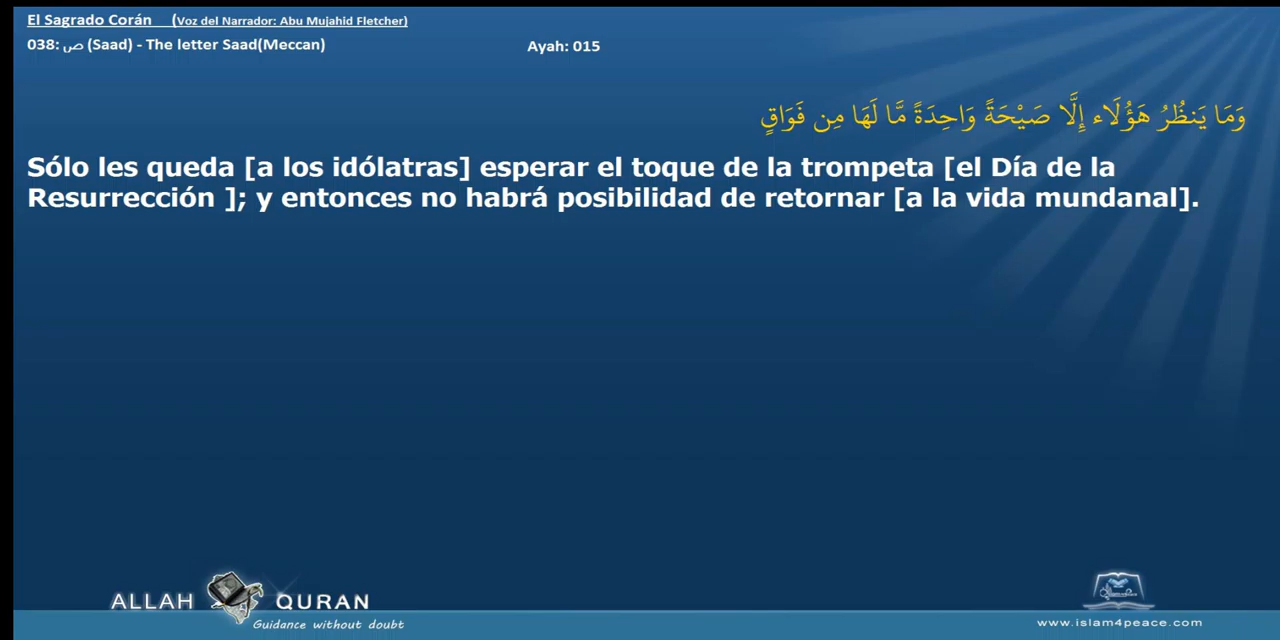 El Sagrado Corán (Voz del Narrador: Abu Mujahid Fletcher)
038: ص (Saad) - The letter Saad(Meccan) Ayah: 015
وَمَا يَنظُرُ هَؤُلَاء إِلَّا صَيْحَةً وَاحِدَةً مَّا لَهَا مِن فَوَاقٍ
Sólo les queda [a los idólatras] esperar el toque de la trompeta [el Día de la
Resurrección ]; y entonces no habrá posibilidad de retornar [a la vida mundanal].
ALLAH QURAN
Guidance without doubt
www.islam4peace.com